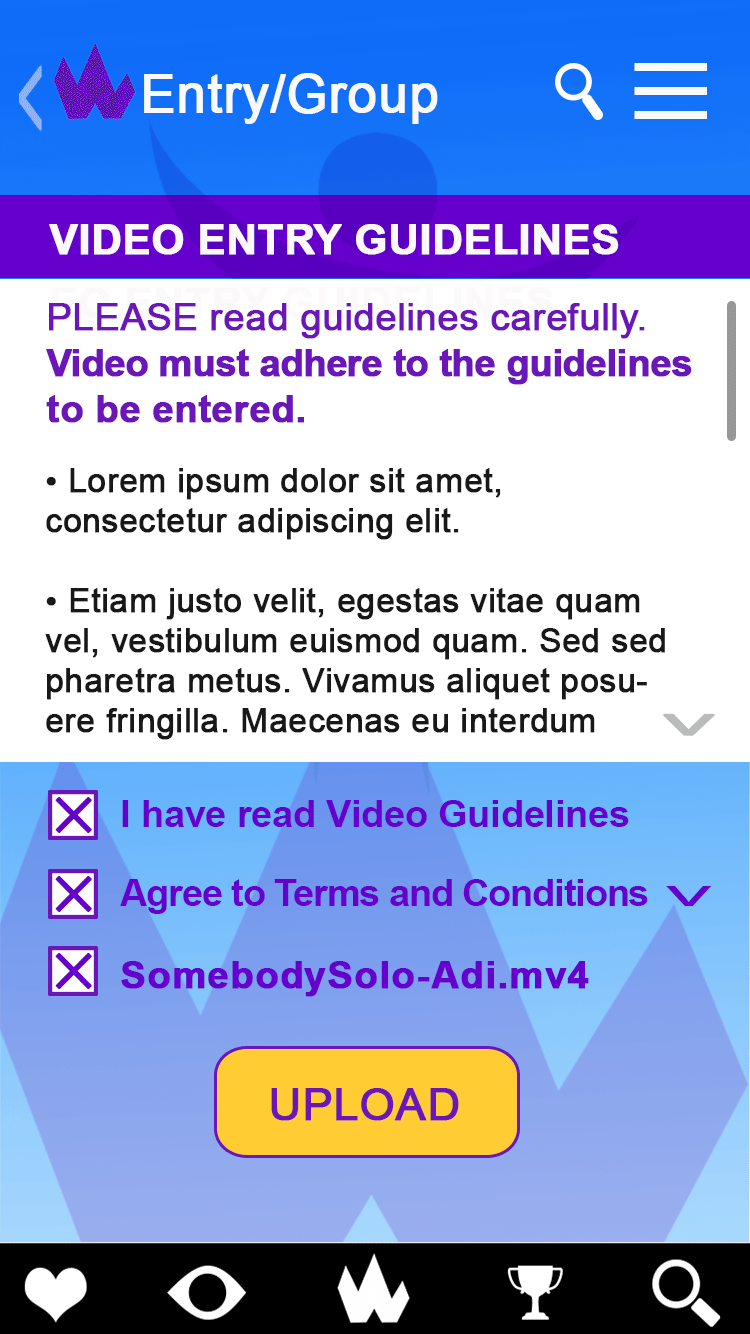 Entry/Group
VIDEO ENTRY GUIDELINES
PLEASE read guidelines carefully.
Video must adhere to the guidelines
to be entered.
• Lorem ipsum dolor sit amet,
consectetur adipiscing elit.
• Etiam justo velit, egestas vitae quam
vel, vestibulum euismod quam. Sed sed
pharetra metus. Vivamus aliquet posu-
ere fringilla. Maecenas eu interdum
I have read Video Guidelines
Agree to Terms and Conditions
SomebodySolo-Adi.mv4
UPLOAD